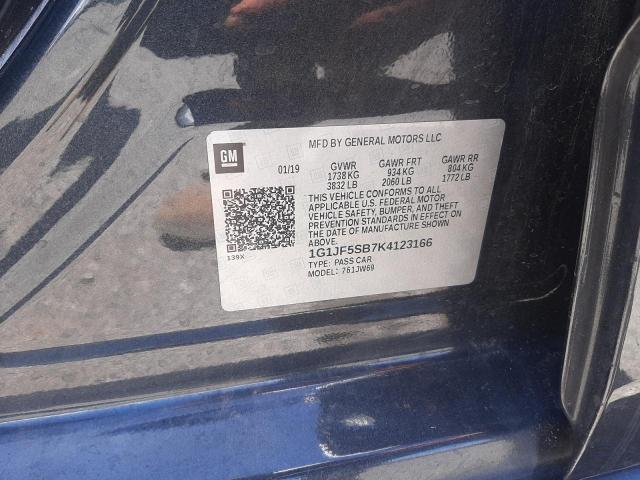 GM
MFD BY GENERAL MOTORS LLC
01/19 GVWR GAWR FRT GAWR RR
1738 KG 934 KG 804 KG
3832 LB 2060 LB 1772 LB
THIS VEHICLE CONFORMS TO ALL
APPLICABLE U.S. FEDERAL MOTOR
VEHICLE SAFETY, BUMPER, AND THEFT
PREVENTION STANDARDS IN EFFECT ON
THE DATE OF MANUFACTURE SHOWN
ABOVE.
139X
1G1JF5SB7K4123166
TYPE: PASS CAR
MODEL: 761JW69